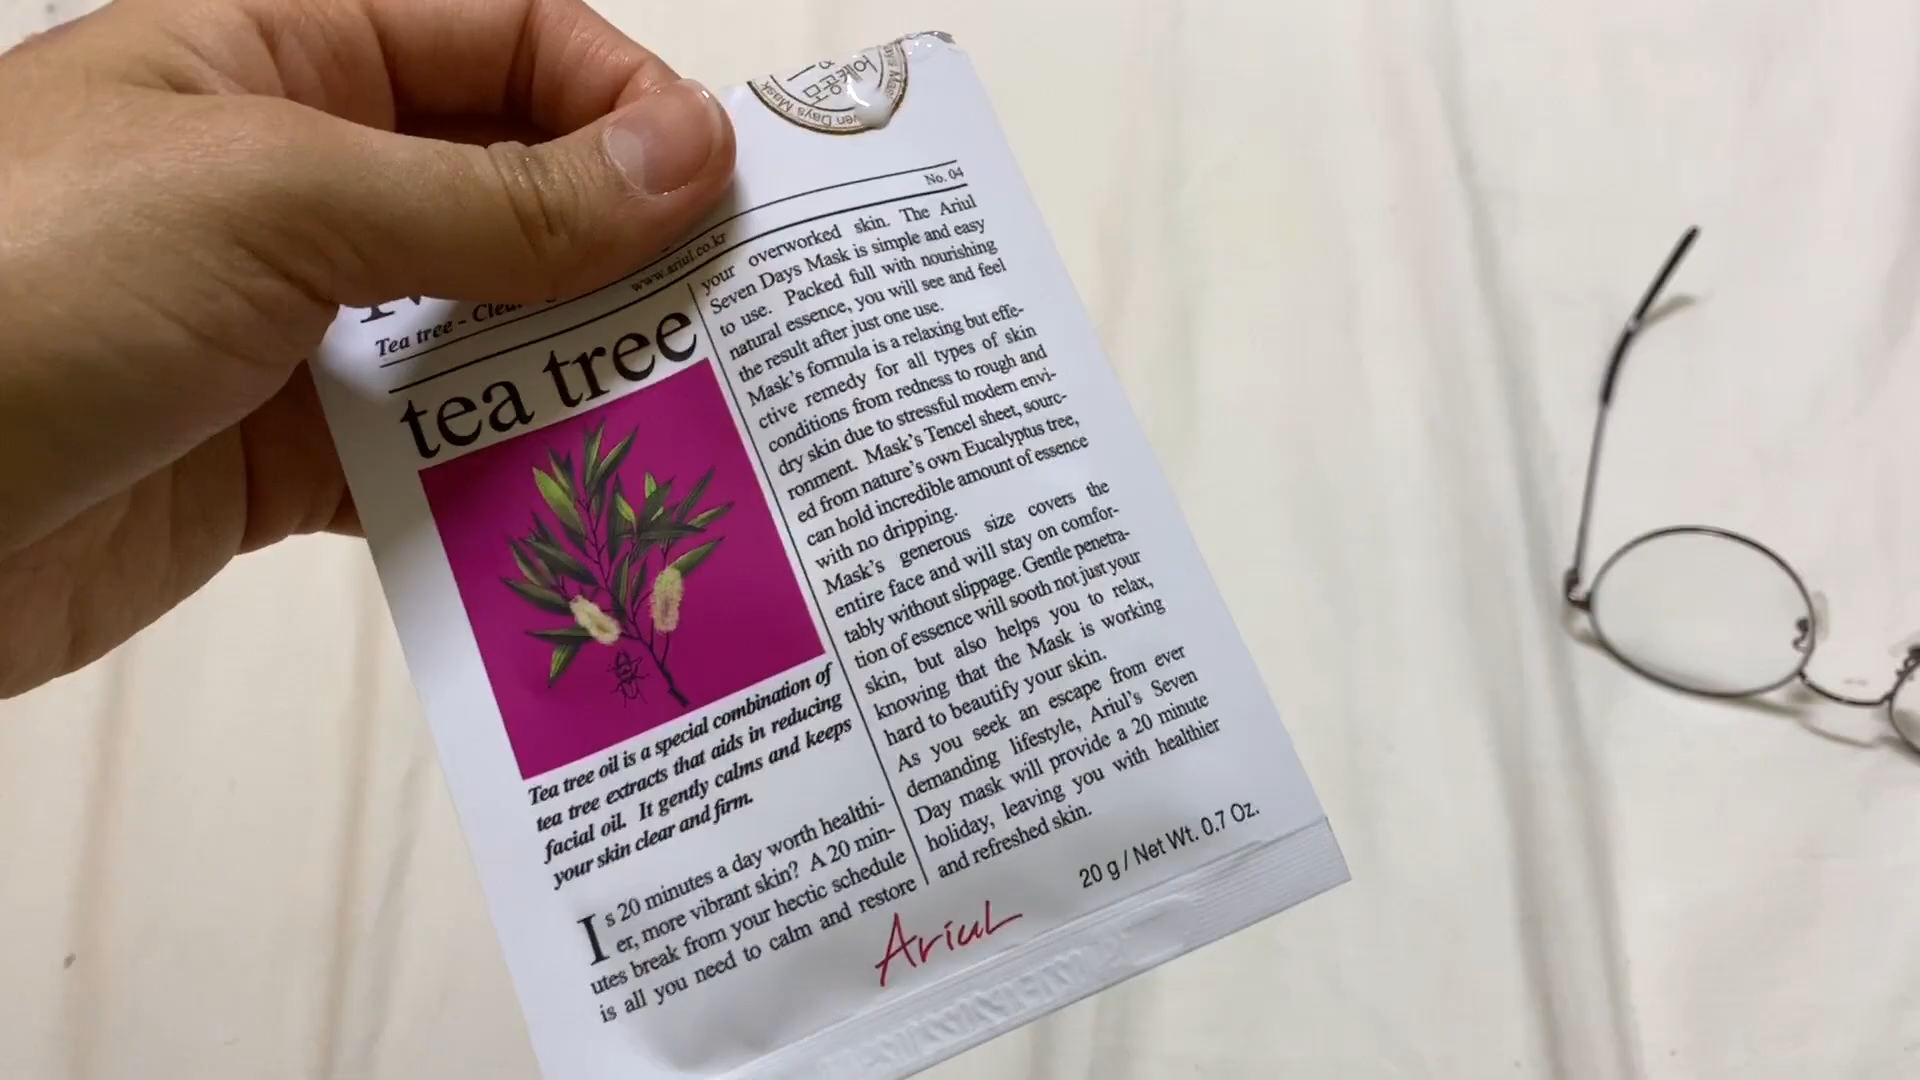 No. 04
www.ariul.co.kr
Tea tree -
tea tree
Tea tree oil is a special combination of
tea tree extracts that aids in reducing
facial oil. It gently calms and keeps
your skin clear and firm.
Is 20 minutes a day worth healthi-
er, more vibrant skin? A 20 min-
utes break from your hectic schedule
is all you need to calm and restore
your overworked skin. The Ariul
Seven Days Mask is simple and easy
to use. Packed full with nourishing
natural essence, you will see and feel
the result after just one use.
Mask's formula is a relaxing but effe-
ctive remedy for all types of skin
conditions from redness to rough and
dry skin due to stressful modern envi-
ronment. Mask's Tencel sheet, sourc-
ed from nature's own Eucalyptus tree,
can hold incredible amount of essence
with no dripping.
Mask's generous size covers the
entire face and will stay on comfor-
tably without slippage. Gentle penetra-
tion of essence will sooth not just your
skin, but also helps you to relax,
knowing that the Mask is working
hard to beautify your skin.
As you seek an escape from ever
demanding lifestyle, Ariul's Seven
Day mask will provide a 20 minute
holiday, leaving you with healthier
and refreshed skin.
20 g / Net Wt. 0.7 Oz.
Ariul